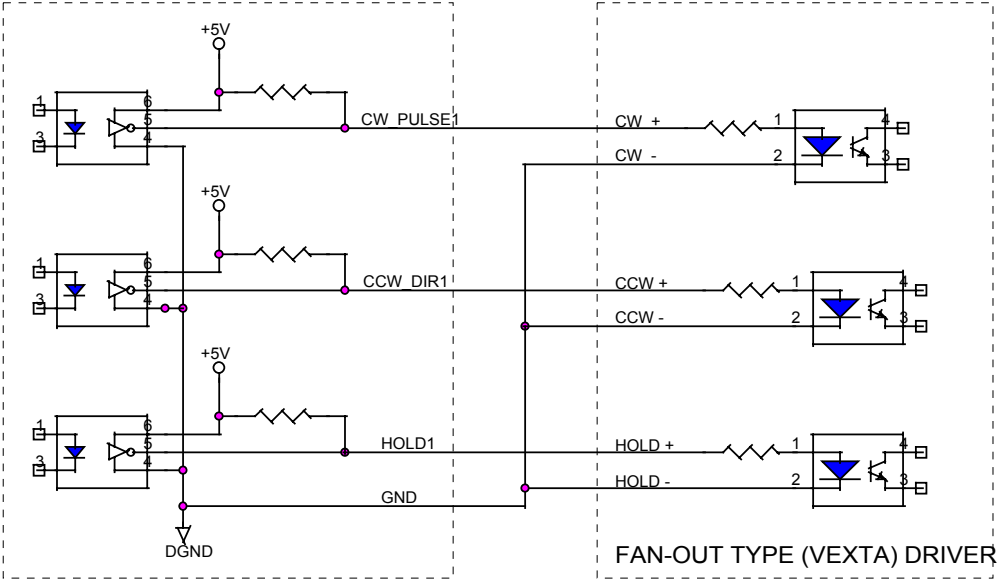 +5V
1
6
5
3
4
CW_PULSE1
CW +
1
4
CW -
2
3
+5V
1
6
5
3
4
CCW_DIR1
CCW +
1
4
CCW -
2
3
+5V
1
6
5
3
4
HOLD1
HOLD +
1
4
HOLD -
2
3
GND
DGND
FAN-OUT TYPE (VEXTA) DRIVER